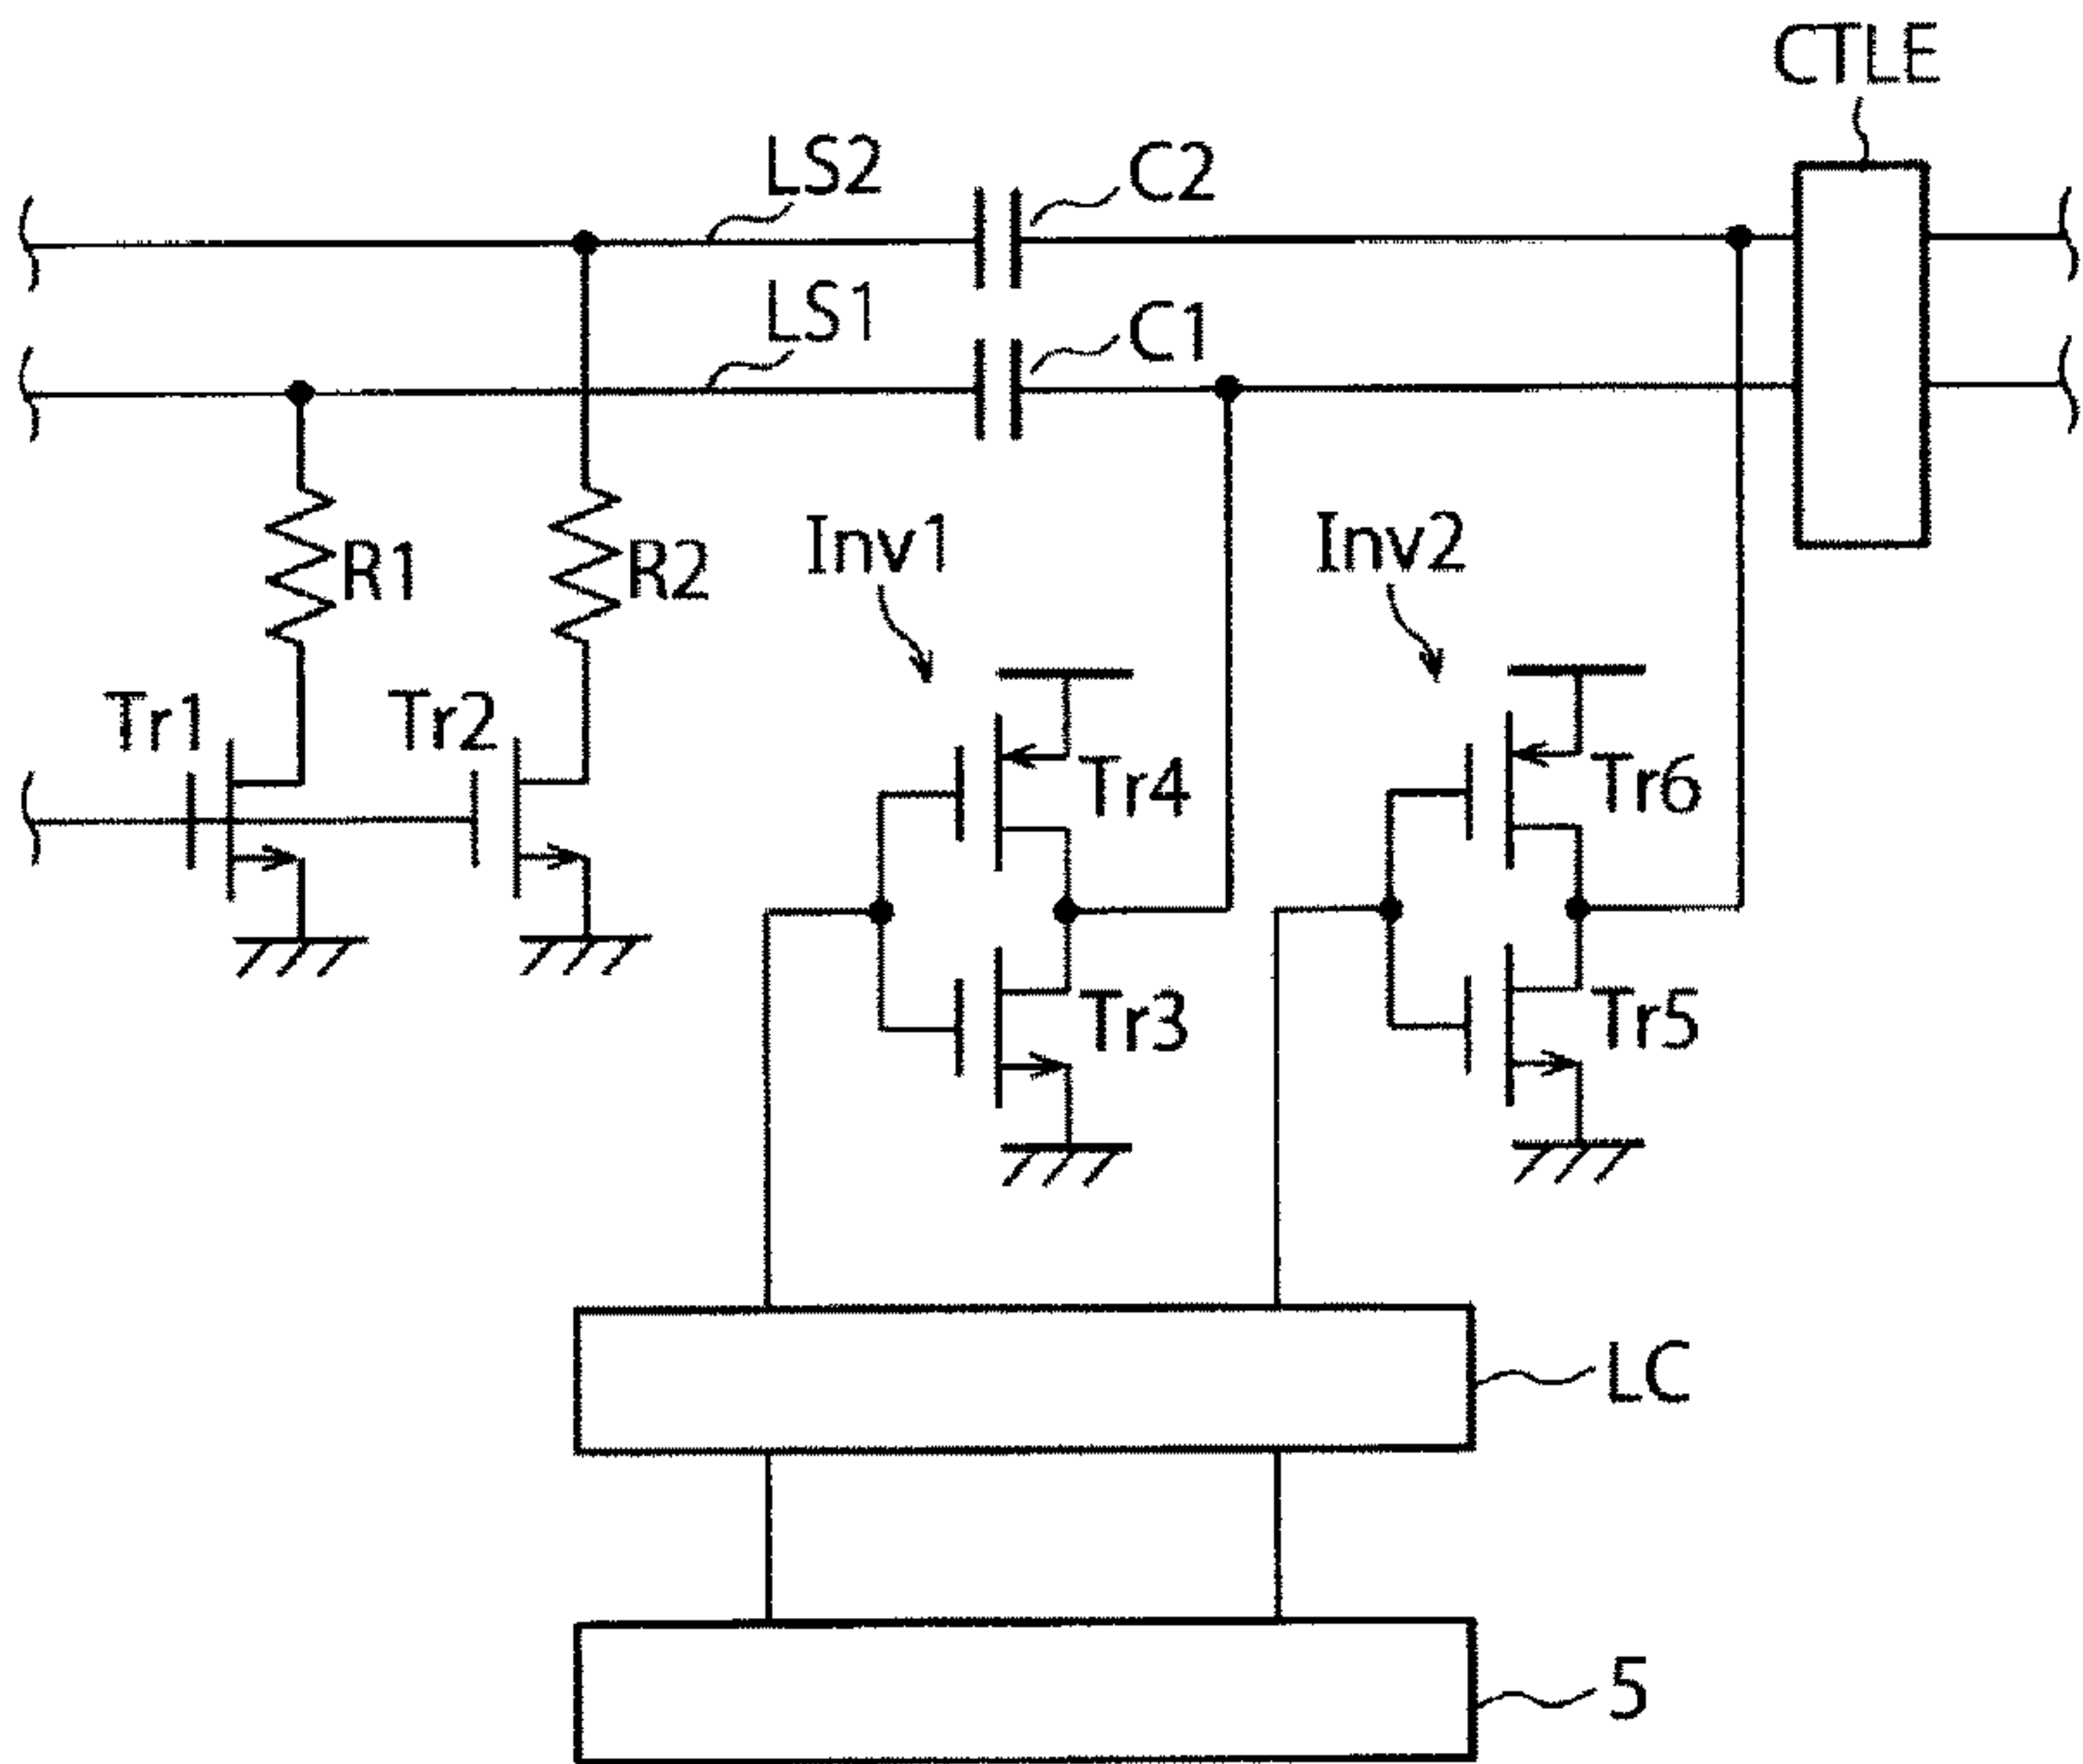 CTLE
LS2
C2
LS1
C1
Inv1
Inv2
R1
R2
Tr1
Tr2
Tr4
Tr6
Tr3
Tr5
LC
5